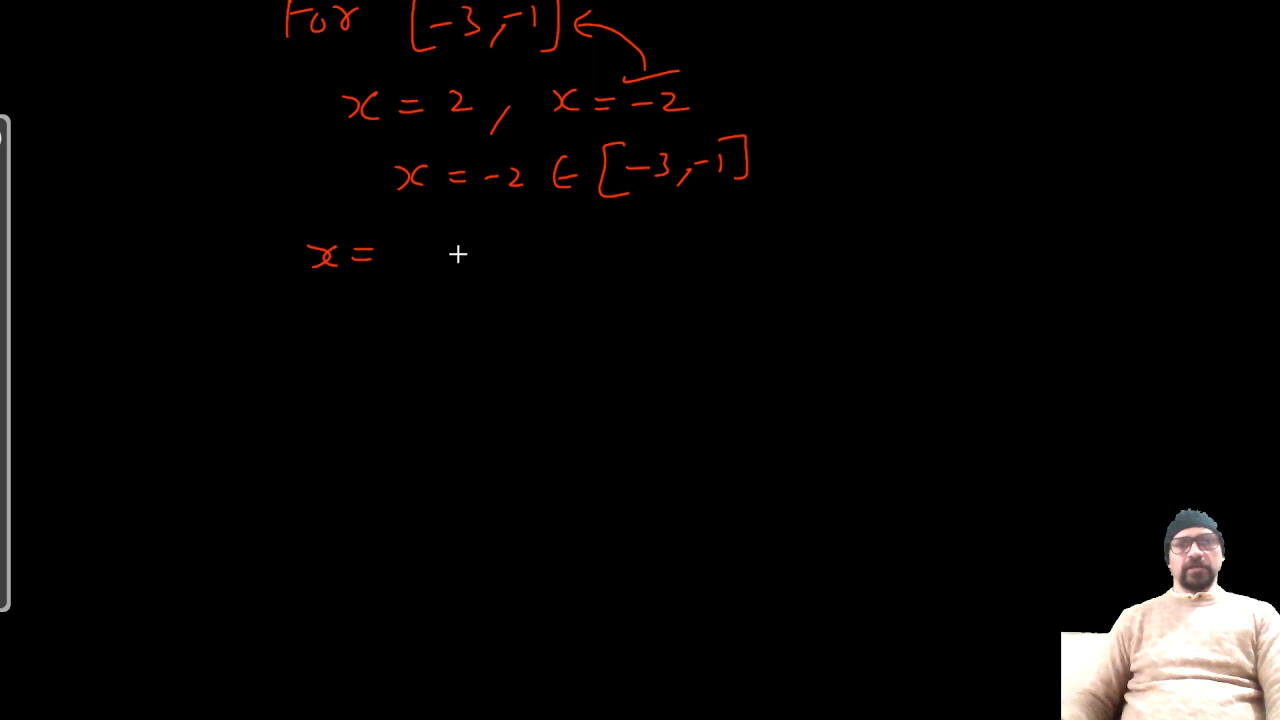 For [-3,-1]
x = 2, x = -2
x = -2 ∈ [-3,-1]
x =